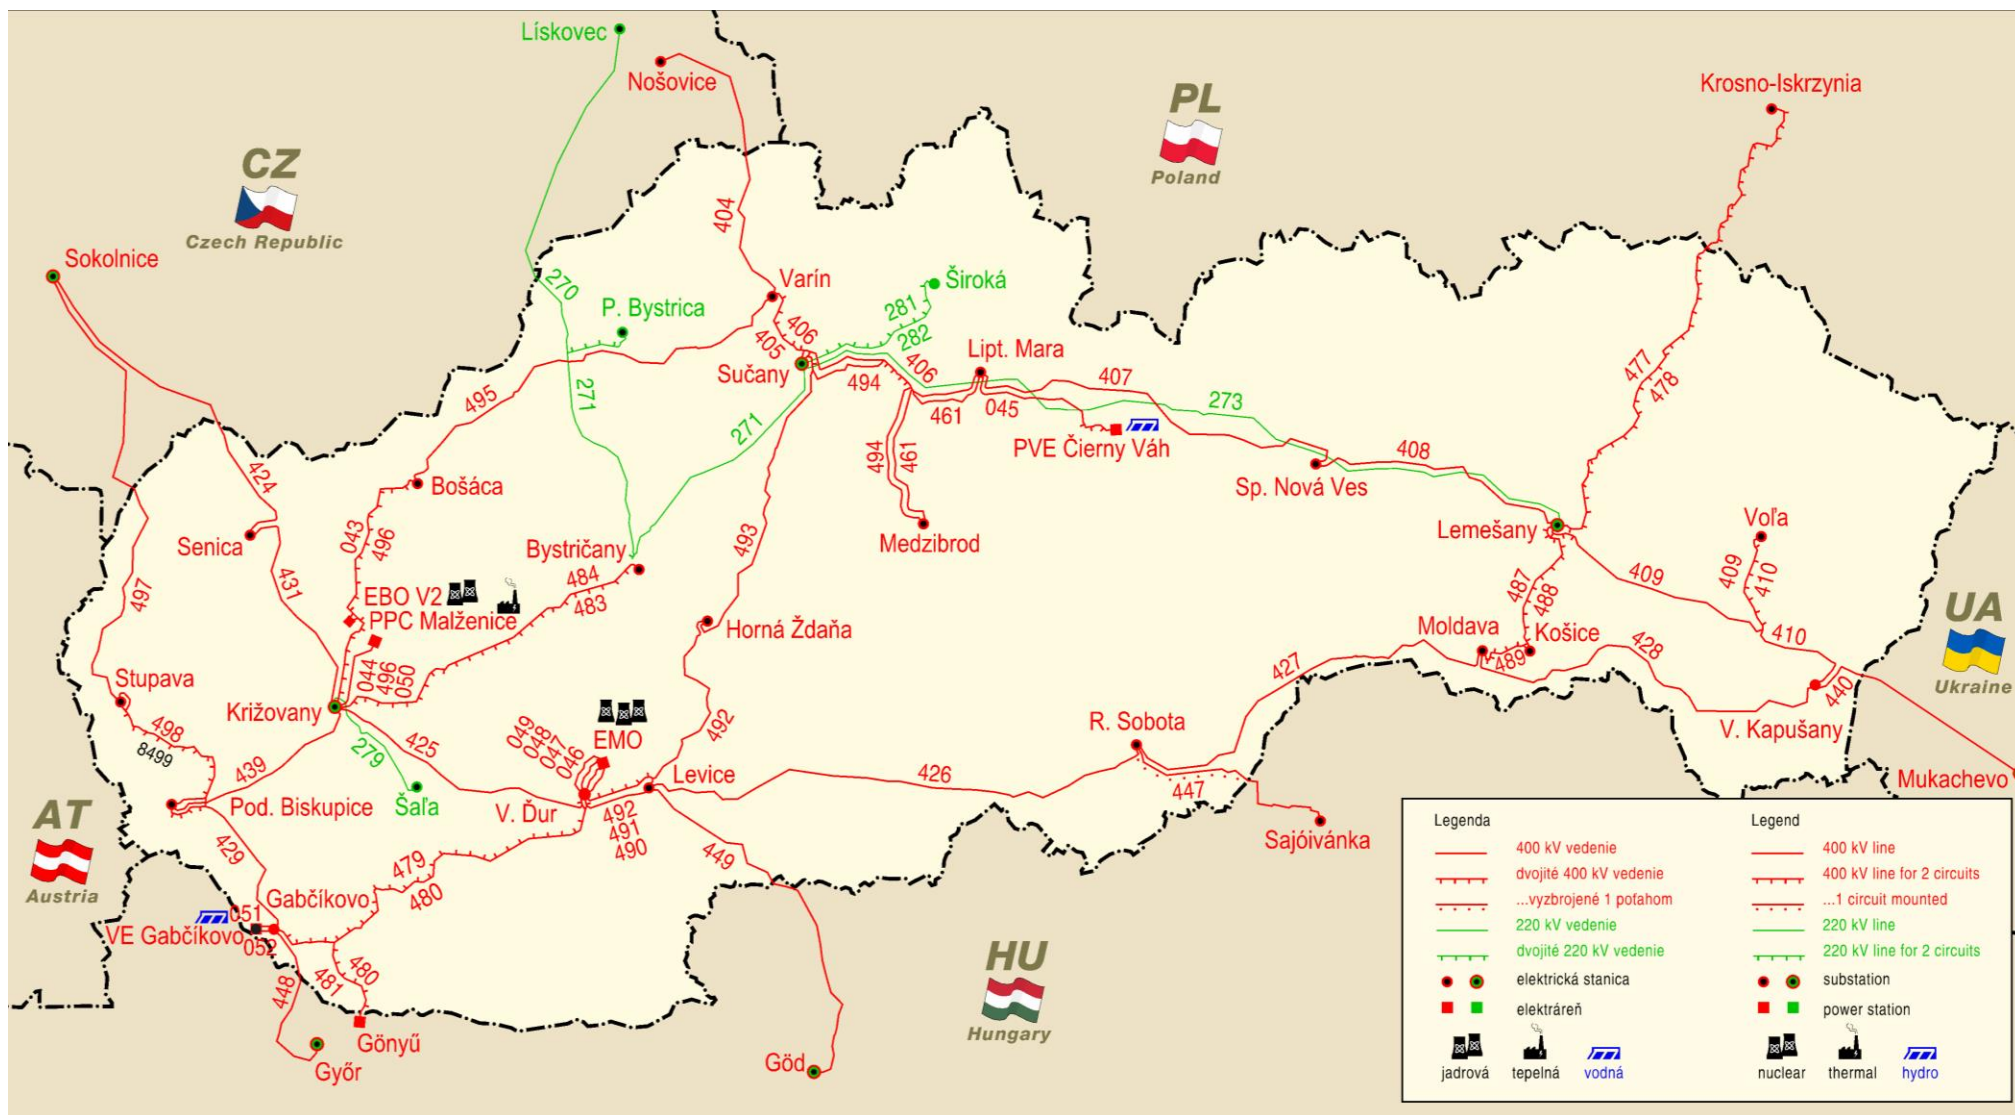 Lískovec
Nošovice
PL
Poland
Krosno-Iskrzynia
CZ
Czech Republic
404
Sokolnice
270
Varín
Široká
281
P. Bystrica
406
405
282
Lipt. Mara
Sučany
406
494
407
477
478
461
045
273
495
271
271
PVE Čierny Váh
408
494
461
Sp. Nová Ves
424
Bošáca
Lemešany
Voľa
Senica
043
496
Bystričany
493
Medzibrod
484
483
487
488
409
409
410
431
497
EBO V2
PPC Malženice
Horná Ždaňa
Moldava
Košice
489
428
410
UA
Ukraine
044
496
050
Stupava
Križovany
427
440
V. Kapušany
498
8499
439
279
425
049
048
047
046
EMO
492
R. Sobota
Mukachevo
Levice
426
447
AT
Austria
Pod. Biskupice
Šaľa
V. Ďur
492
491
490
Sajóivánka
429
479
480
449
Gabčíkovo
051
VE Gabčíkovo
052
480
481
448
HU
Hungary
Gönyű
Győr
Göd
Legenda
400 kV vedenie
dvojité 400 kV vedenie
...vyzbrojené 1 poťahom
220 kV vedenie
dvojité 220 kV vedenie
elektrická stanica
elektráreň
jadrová
tepelná
vodná
Legend
400 kV line
400 kV line for 2 circuits
...1 circuit mounted
220 kV line
220 kV line for 2 circuits
substation
power station
nuclear
thermal
hydro